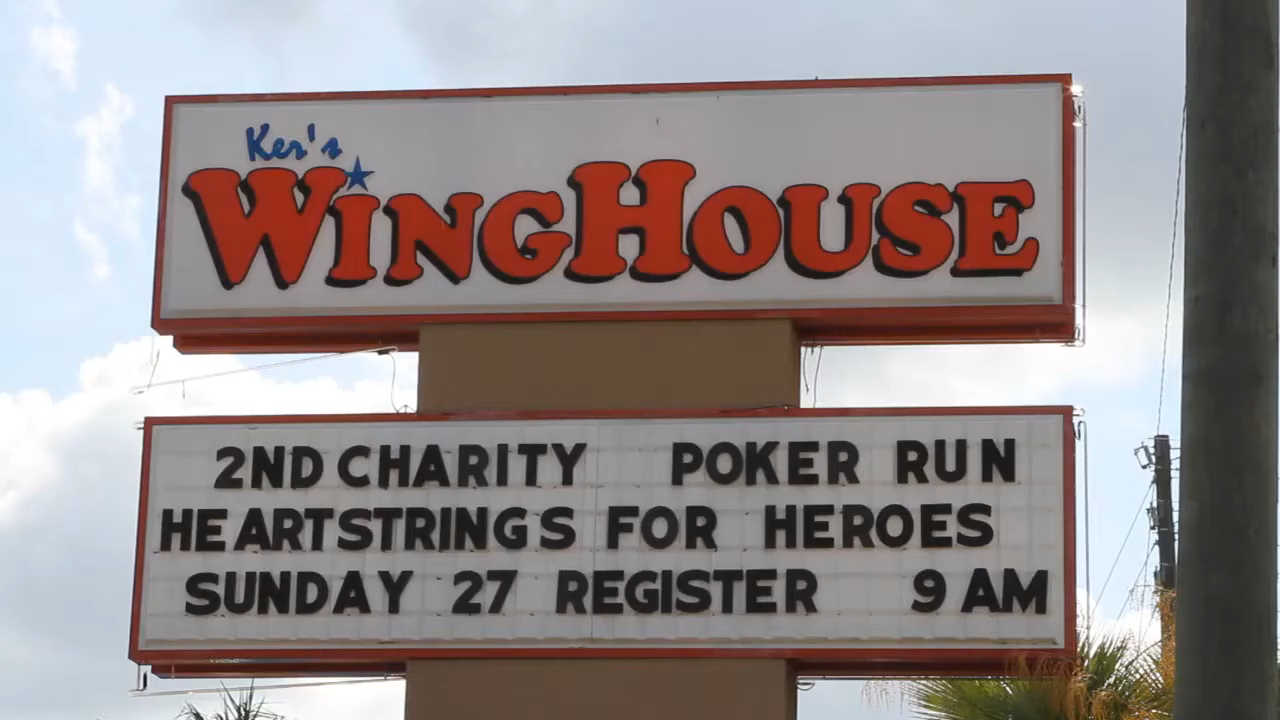 Ker's
WINGHOUSE
2ND CHARITY POKER RUN
HEARTSTRINGS FOR HEROES
SUNDAY 27 REGISTER 9 AM